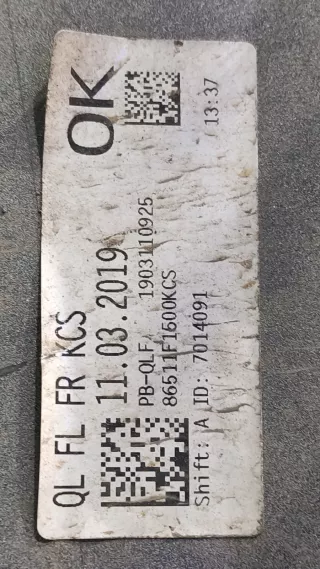 QL FL FR KCS
OK
11.03.2019
PB-QLF, 1903110925
86511F1600KCS
Shift: A ID: 7014091
13:37